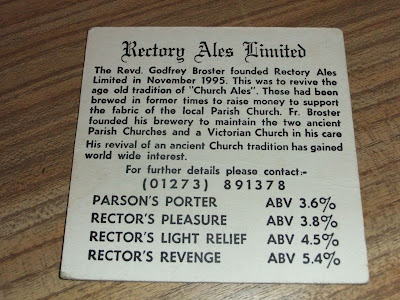 Rectory Ales Limited
The Revd. Godfrey Broster founded Rectory Ales
Limited in November 1995. This was to revive the
age old tradition of "Church Ales". These had been
brewed in former times to raise money to support
the fabric of the local Parish Church. Fr. Broster
founded his brewery to maintain the two ancient
Parish Churches and a Victorian Church in his care
His revival of an ancient Church tradition has gained
world wide interest.
For further details please contact:-
(01273) 891378
PARSON'S PORTER ABV 3.6%
RECTOR'S PLEASURE ABV 3.8%
RECTOR'S LIGHT RELIEF ABV 4.5%
RECTOR'S REVENGE ABV 5.4%